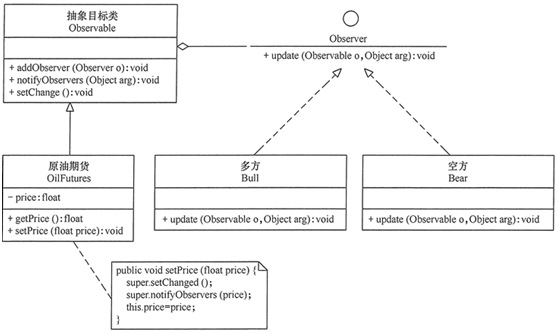 抽象目标类
Observable
+ addObserver (Observer o):void
+ notifyObservers (Object arg):void
+ setChange ():void
Observer
+ update (Observable o,Object arg):void
原油期货
OilFutures
- price:float
+ getPrice ():float
+ setPrice (float price):void
多方
Bull
+ update (Observable o,Object arg):void
空方
Bear
+ update (Observable o,Object arg):void
public void setPrice (float price) {
super.setChanged ();
super.notifyObservers (price);
this.price=price;
}